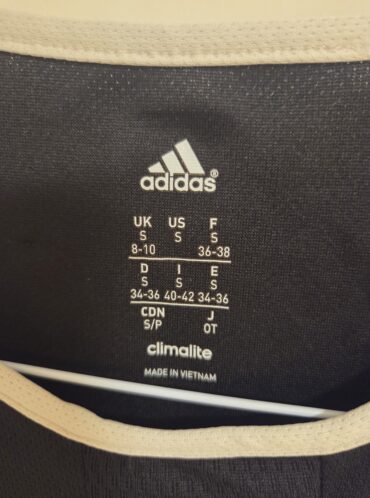 adidas®
UK US F
S S S
8-10 36-38
D I E
S S S
34-36 40-42 34-36
CDN J
S/P OT
climalite
MADE IN VIETNAM